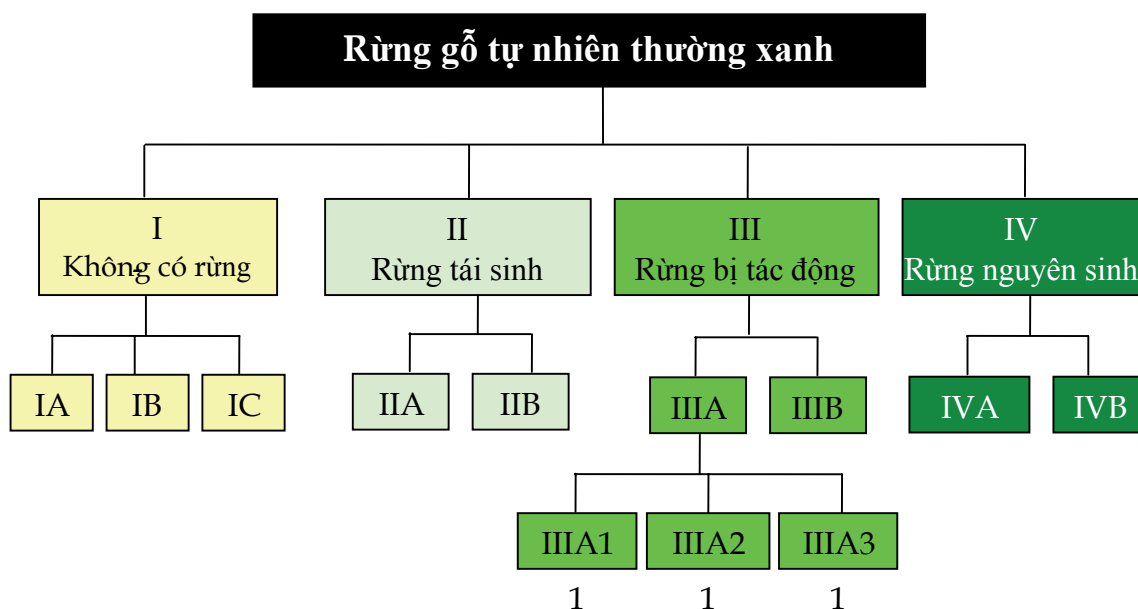 Rừng gỗ tự nhiên thường xanh
I
Không có rừng
II
Rừng tái sinh
III
Rừng bị tác động
IV
Rừng nguyên sinh
IA
IB
IC
IIA
IIB
IIIA
IIIB
IVA
IVB
IIIA1
IIIA2
IIIA3
1
1
1